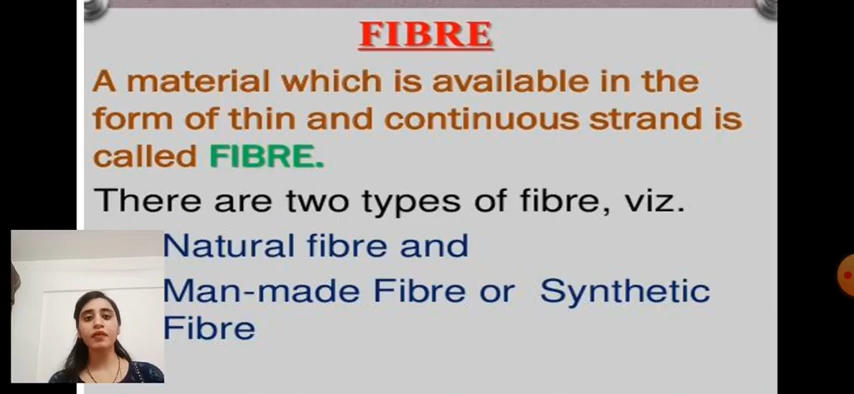 FIBRE
A material which is available in the
form of thin and continuous strand is
called FIBRE.
There are two types of fibre, viz.
Natural fibre and
Man-made Fibre or Synthetic
Fibre